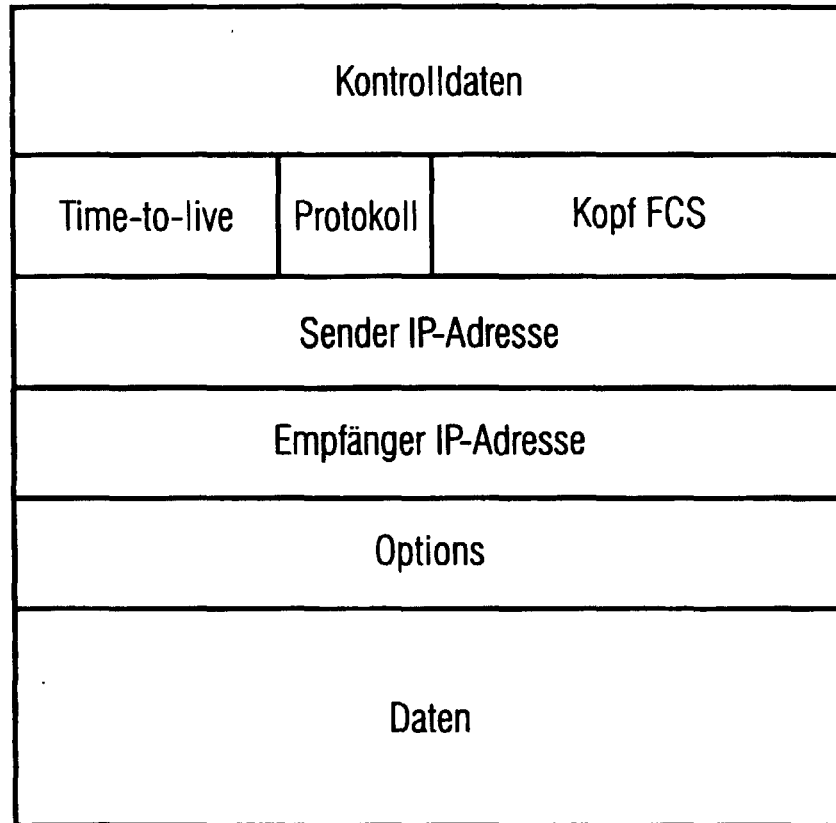 Kontrolldaten
Time-to-live Protokoll Kopf FCS
Sender IP-Adresse
Empfänger IP-Adresse
Options
Daten